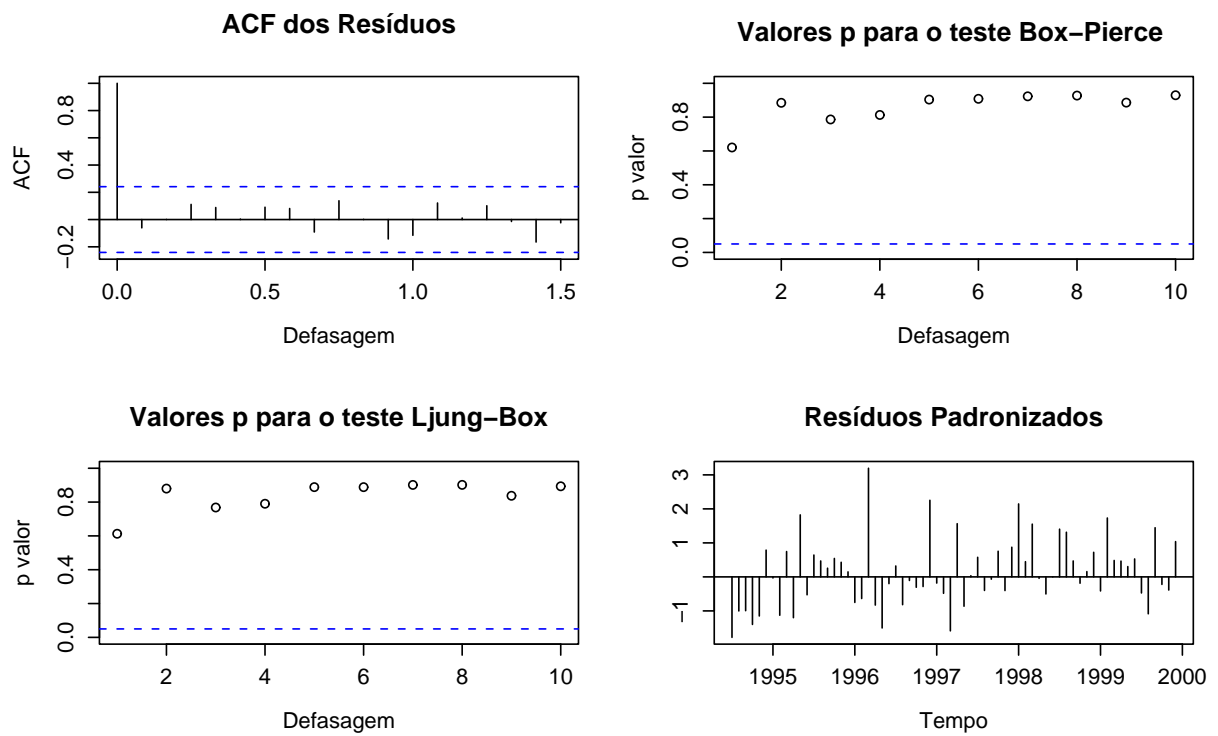 ACF dos Resíduos
ACF
0.8
0.4
−0.2
0.0 0.5 1.0 1.5
Defasagem
Valores p para o teste Box−Pierce
p valor
0.8
0.4
0.0
2 4 6 8 10
Defasagem
Valores p para o teste Ljung−Box
p valor
0.8
0.4
0.0
2 4 6 8 10
Defasagem
Resíduos Padronizados
3
1
−1
1995 1996 1997 1998 1999 2000
Tempo